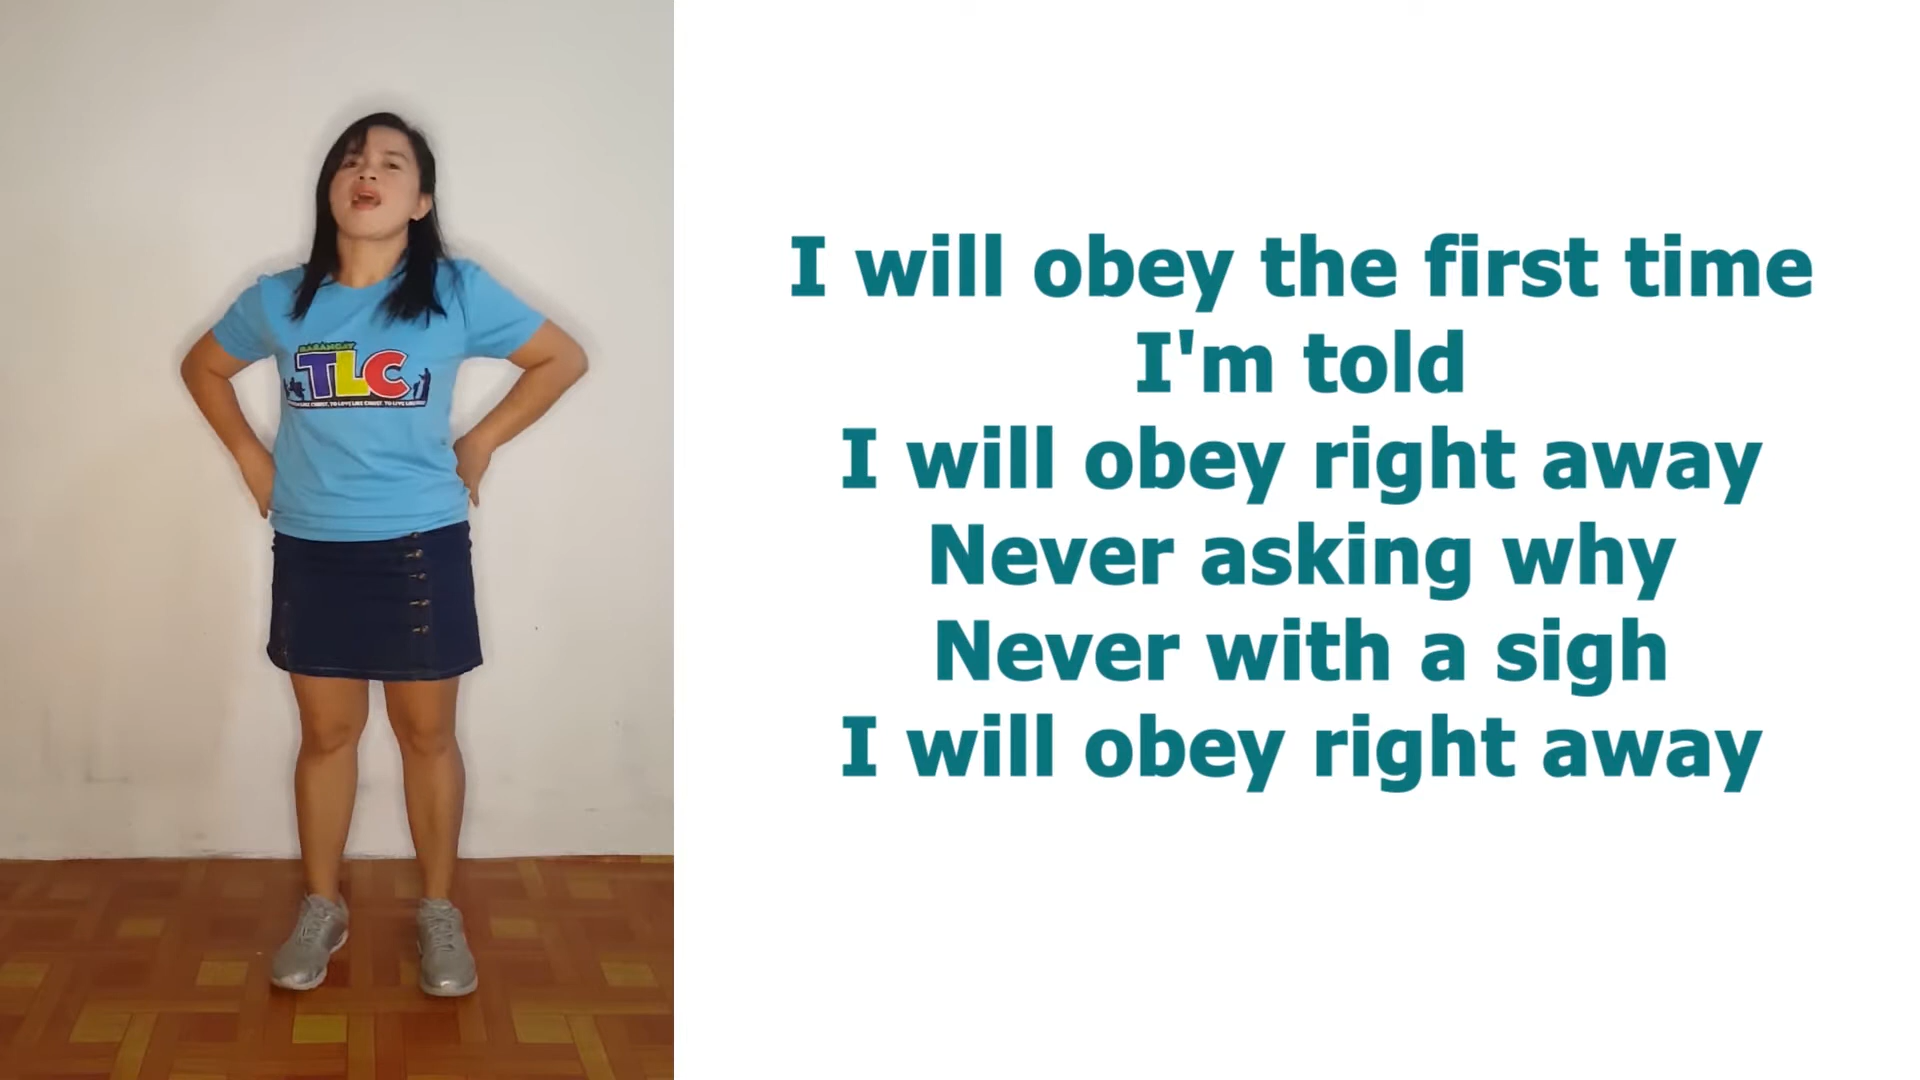 BARANGAY
TLC
I will obey the first time
I'm told
I will obey right away
Never asking why
Never with a sigh
I will obey right away